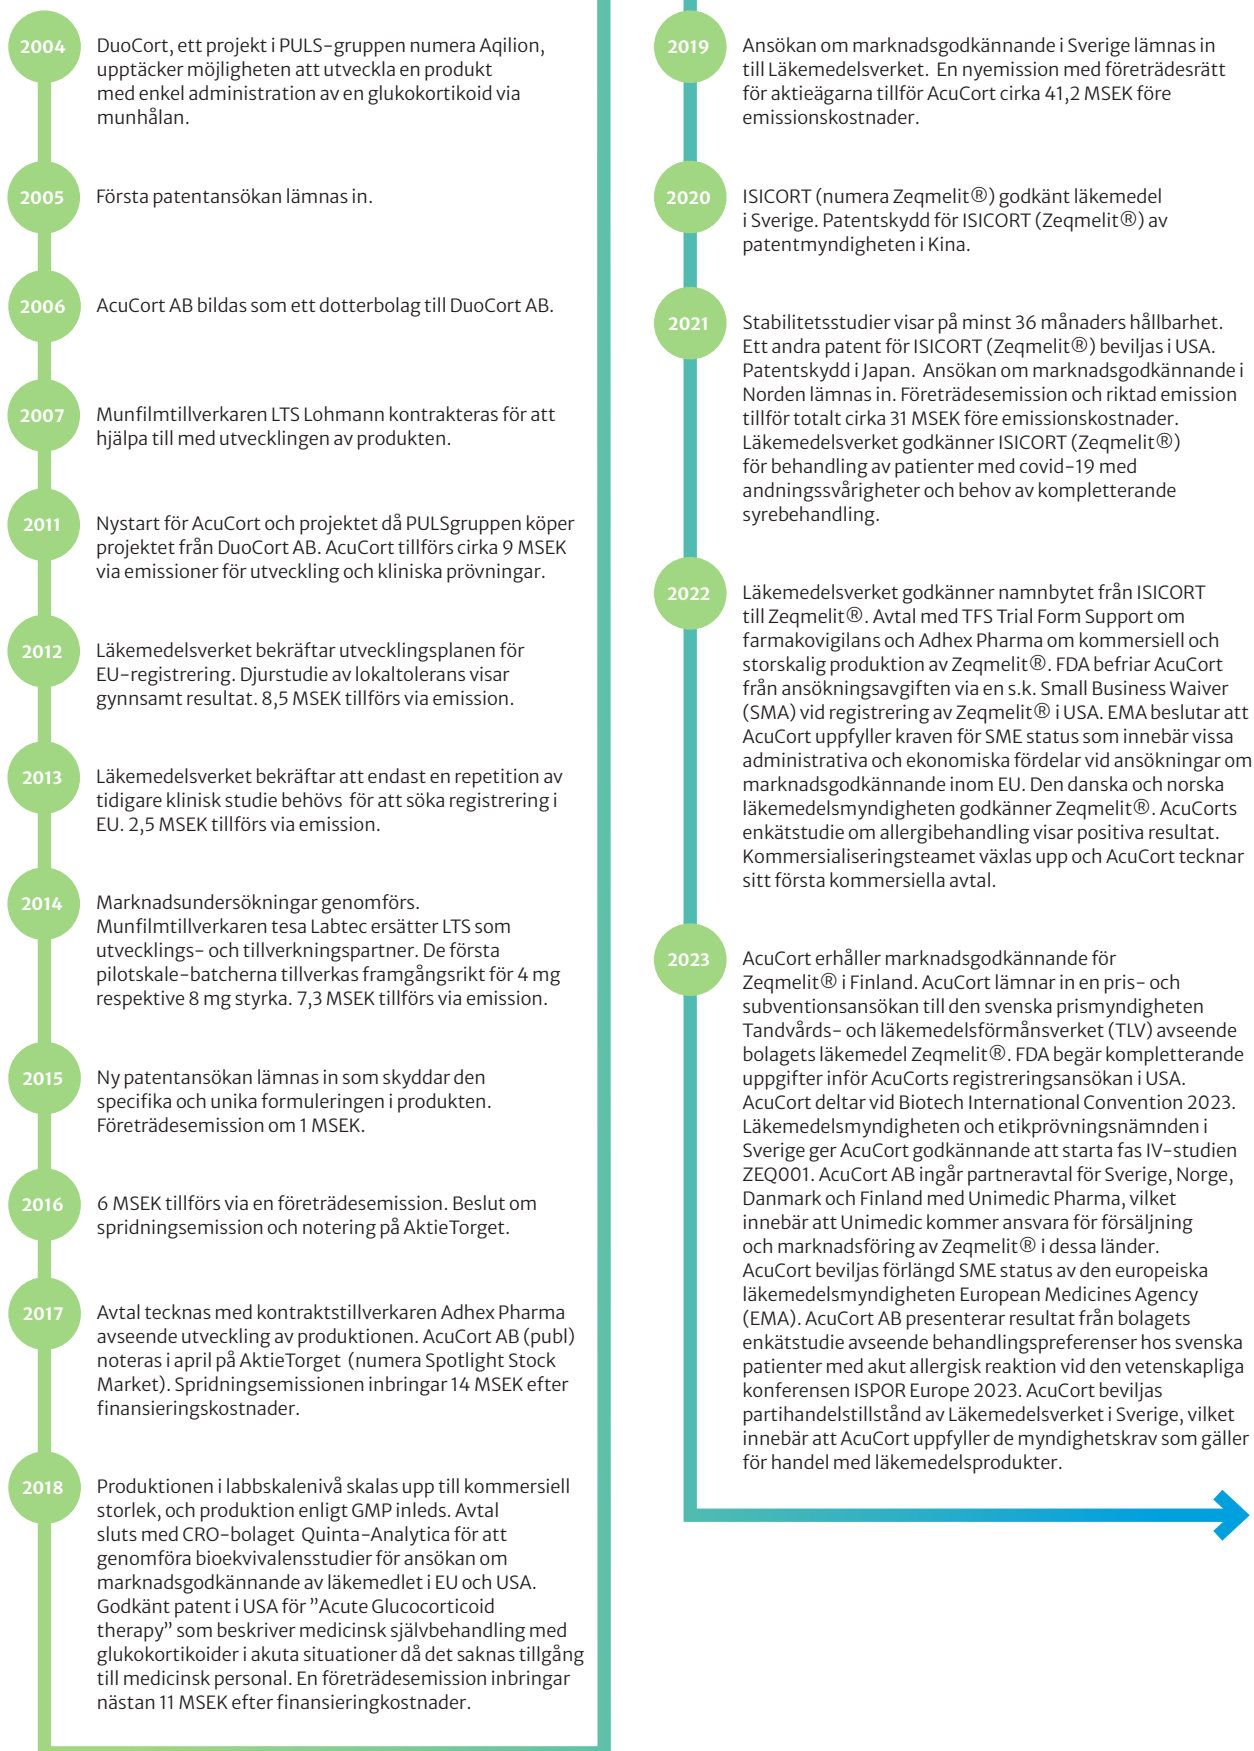 2004
DuoCort, ett projekt i PULS-gruppen numera Aqilion,
upptäcker möjligheten att utveckla en produkt
med enkel administration av en glukokortikoid via
munhålan.
2005
Första patentansökan lämnas in.
2006
AcuCort AB bildas som ett dotterbolag till DuoCort AB.
2007
Munfilmtillverkaren LTS Lohmann kontrakteras för att
hjälpa till med utvecklingen av produkten.
2011
Nystart för AcuCort och projektet då PULSgruppen köper
projektet från DuoCort AB. AcuCort tillförs cirka 9 MSEK
via emissioner för utveckling och kliniska prövningar.
2012
Läkemedelsverket bekräftar utvecklingsplanen för
EU-registrering. Djurstudie av lokaltolerans visar
gynnsamt resultat. 8,5 MSEK tillförs via emission.
2013
Läkemedelsverket bekräftar att endast en repetition av
tidigare klinisk studie behövs för att söka registrering i
EU. 2,5 MSEK tillförs via emission.
2014
Marknadsundersökningar genomförs.
Munfilmtillverkaren tesa Labtec ersätter LTS som
utvecklings- och tillverkningspartner. De första
pilotskale-batcherna tillverkas framgångsrikt för 4 mg
respektive 8 mg styrka. 7,3 MSEK tillförs via emission.
2015
Ny patentansökan lämnas in som skyddar den
specifika och unika formuleringen i produkten.
Företrädesemission om 1 MSEK.
2016
6 MSEK tillförs via en företrädesemission. Beslut om
spridningsemission och notering på AktieTorget.
2017
Avtal tecknas med kontraktstillverkaren Adhex Pharma
avseende utveckling av produktionen. AcuCort AB (publ)
noteras i april på AktieTorget (numera Spotlight Stock
Market). Spridningsemissionen inbringar 14 MSEK efter
finansieringskostnader.
2018
Produktionen i labbskalenivå skalas upp till kommersiell
storlek, och produktion enligt GMP inleds. Avtal
sluts med CRO-bolaget Quinta-Analytica för att
genomföra bioekvivalensstudier för ansökan om
marknadsgodkännande av läkemedlet i EU och USA.
Godkänt patent i USA för ”Acute Glucocorticoid
therapy” som beskriver medicinsk självbehandling med
glukokortikoider i akuta situationer då det saknas tillgång
till medicinsk personal. En företrädesemission inbringar
nästan 11 MSEK efter finansieringkostnader.
2019
Ansökan om marknadsgodkännande i Sverige lämnas in
till Läkemedelsverket. En nyemission med företrädesrätt
för aktieägarna tillför AcuCort cirka 41,2 MSEK före
emissionskostnader.
2020
ISICORT (numera Zeqmelit®) godkänt läkemedel
i Sverige. Patentskydd för ISICORT (Zeqmelit®) av
patentmyndigheten i Kina.
2021
Stabilitetsstudier visar på minst 36 månaders hållbarhet.
Ett andra patent för ISICORT (Zeqmelit®) beviljas i USA.
Patentskydd i Japan. Ansökan om marknadsgodkännande i
Norden lämnas in. Företrädesemission och riktad emission
tillför totalt cirka 31 MSEK före emissionskostnader.
Läkemedelsverket godkänner ISICORT (Zeqmelit®)
för behandling av patienter med covid-19 med
andningssvårigheter och behov av kompletterande
syrebehandling.
2022
Läkemedelsverket godkänner namnbytet från ISICORT
till Zeqmelit®. Avtal med TFS Trial Form Support om
farmakovigilans och Adhex Pharma om kommersiell och
storskalig produktion av Zeqmelit®. FDA befriar AcuCort
från ansökningsavgiften via en s.k. Small Business Waiver
(SMA) vid registrering av Zeqmelit® i USA. EMA beslutar att
AcuCort uppfyller kraven för SME status som innebär vissa
administrativa och ekonomiska fördelar vid ansökningar om
marknadsgodkännande inom EU. Den danska och norska
läkemedelsmyndigheten godkänner Zeqmelit®. AcuCorts
enkätstudie om allergibehandling visar positiva resultat.
Kommersialiseringsteamet växlas upp och AcuCort tecknar
sitt första kommersiella avtal.
2023
AcuCort erhåller marknadsgodkännande för
Zeqmelit® i Finland. AcuCort lämnar in en pris- och
subventionsansökan till den svenska prismyndigheten
Tandvårds- och läkemedelsförmånsverket (TLV) avseende
bolagets läkemedel Zeqmelit®. FDA begär kompletterande
uppgifter inför AcuCorts registreringsansökan i USA.
AcuCort deltar vid Biotech International Convention 2023.
Läkemedelsmyndigheten och etikprövningsnämnden i
Sverige ger AcuCort godkännande att starta fas IV-studien
ZEQ001. AcuCort AB ingår partneravtal för Sverige, Norge,
Danmark och Finland med Unimedic Pharma, vilket
innebär att Unimedic kommer ansvara för försäljning
och marknadsföring av Zeqmelit® i dessa länder.
AcuCort beviljas förlängd SME status av den europeiska
läkemedelsmyndigheten European Medicines Agency
(EMA). AcuCort AB presenterar resultat från bolagets
enkätstudie avseende behandlingspreferenser hos svenska
patienter med akut allergisk reaktion vid den vetenskapliga
konferensen ISPOR Europe 2023. AcuCort beviljas
partihandelstillstånd av Läkemedelsverket i Sverige, vilket
innebär att AcuCort uppfyller de myndighetskrav som gäller
för handel med läkemedelsprodukter.